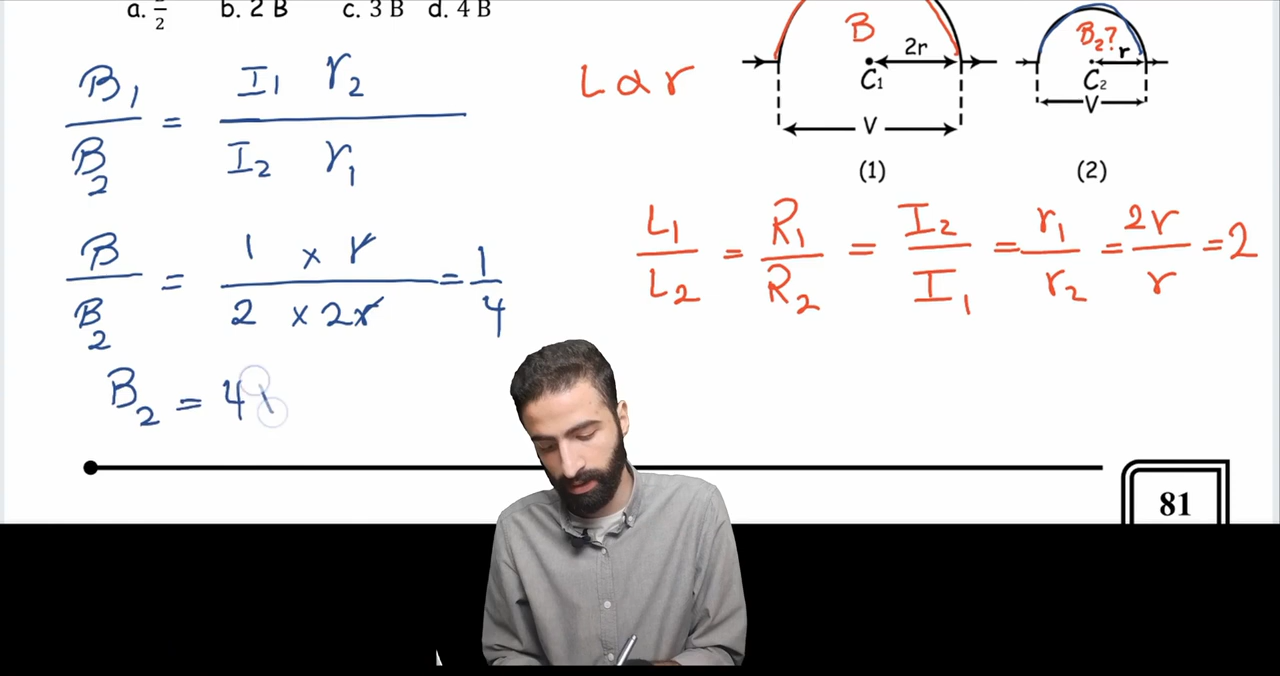 a. B/2 b. 2 B c. 3 B d. 4 B
B
2r
C₁
V
(1)
B₂?
r
C₂
V
(2)
L α r
B₁/B₂ = I₁ r₂ / I₂ r₁
L₁/L₂ = R₁/R₂ = I₂/I₁ = r₁/r₂ = 2r/r = 2
B/B₂ = 1 × r / 2 × 2r = 1/4
B₂ = 4
81